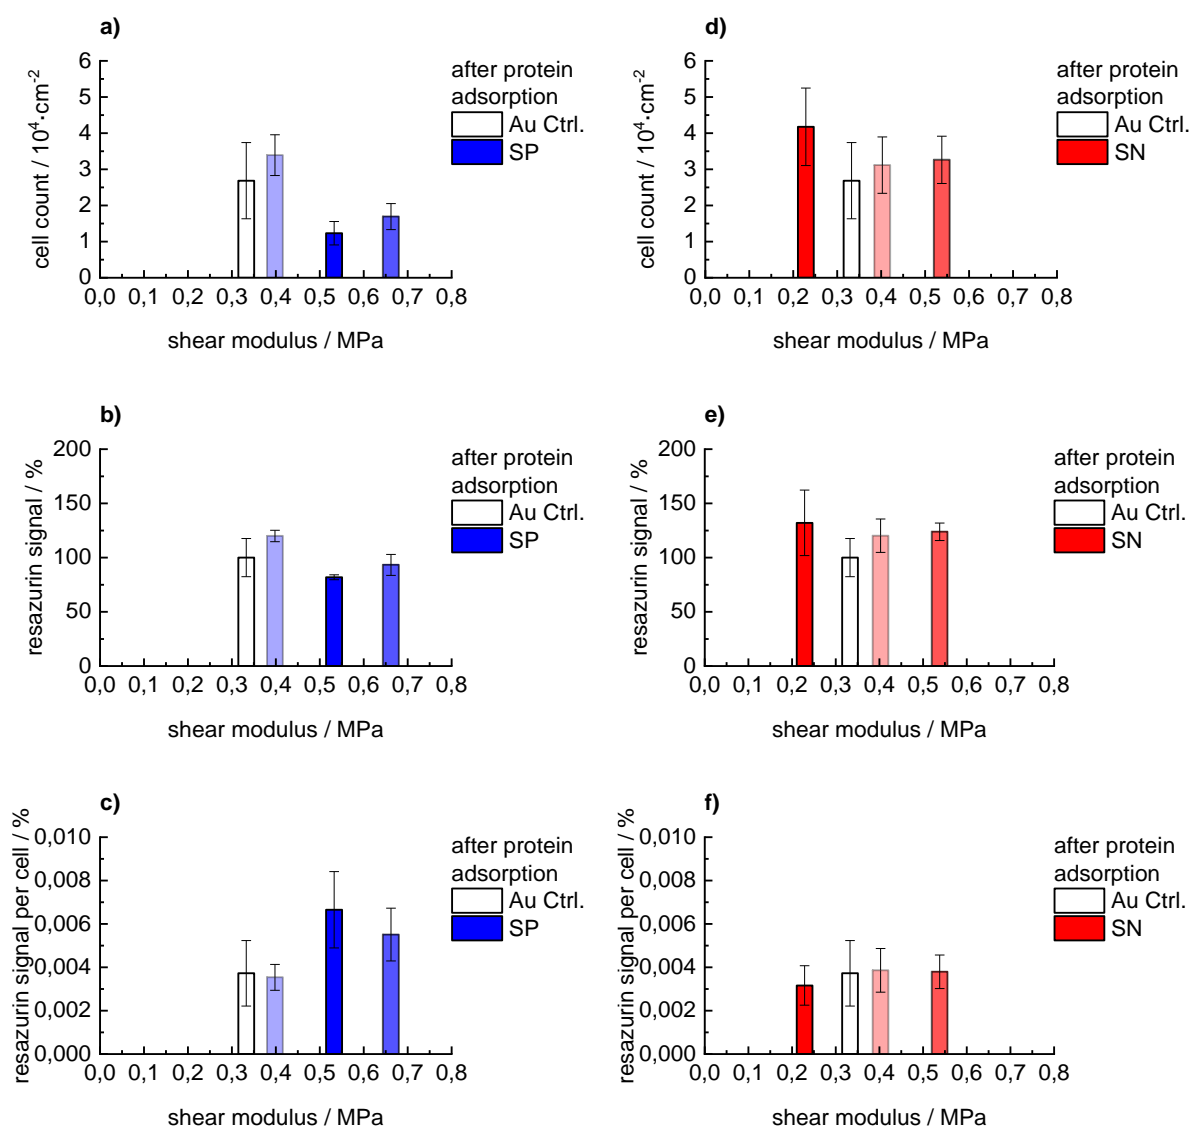 a)
cell count / 10⁴·cm⁻²
6
5
4
3
2
1
0
0,0 0,1 0,2 0,3 0,4 0,5 0,6 0,7 0,8
shear modulus / MPa
after protein
adsorption
Au Ctrl.
SP
d)
cell count / 10⁴·cm⁻²
6
5
4
3
2
1
0
0,0 0,1 0,2 0,3 0,4 0,5 0,6 0,7 0,8
shear modulus / MPa
after protein
adsorption
Au Ctrl.
SN
b)
resazurin signal / %
200
150
100
50
0
0,0 0,1 0,2 0,3 0,4 0,5 0,6 0,7 0,8
shear modulus / MPa
after protein
adsorption
Au Ctrl.
SP
e)
resazurin signal / %
200
150
100
50
0
0,0 0,1 0,2 0,3 0,4 0,5 0,6 0,7 0,8
shear modulus / MPa
after protein
adsorption
Au Ctrl.
SN
c)
resazurin signal per cell / %
0,010
0,008
0,006
0,004
0,002
0,000
0,0 0,1 0,2 0,3 0,4 0,5 0,6 0,7 0,8
shear modulus / MPa
after protein
adsorption
Au Ctrl.
SP
f)
resazurin signal per cell / %
0,010
0,008
0,006
0,004
0,002
0,000
0,0 0,1 0,2 0,3 0,4 0,5 0,6 0,7 0,8
shear modulus / MPa
after protein
adsorption
Au Ctrl.
SN